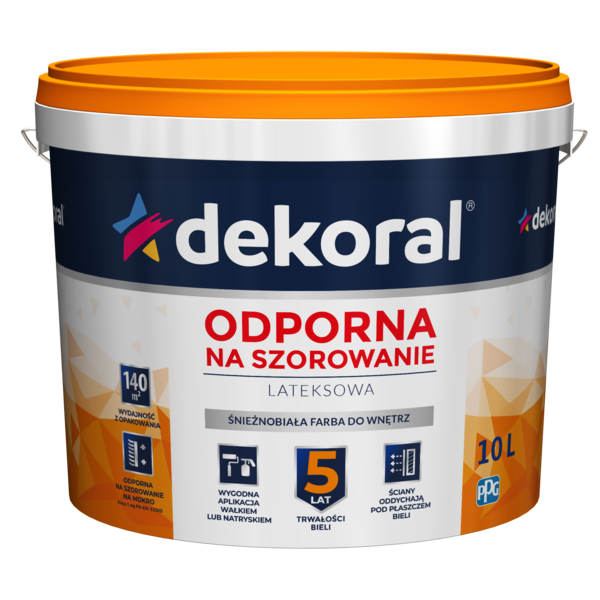 dekoral®
ODPORNA
NA SZOROWANIE
LATEKSOWA
ŚNIEŻNOBIAŁA FARBA DO WNĘTRZ
140
m²
WYDAJNOŚĆ
Z OPAKOWANIA
ODPORNA
NA SZOROWANIE
NA MOKRO
WYGODNA
APLIKACJA
WAŁKIEM
LUB NATRYSKIEM
5
LAT
TRWAŁOŚCI
BIELI
ŚCIANY
ODDYCHAJĄ
POD PŁASZCZEM
BIELI
10 L
PPG